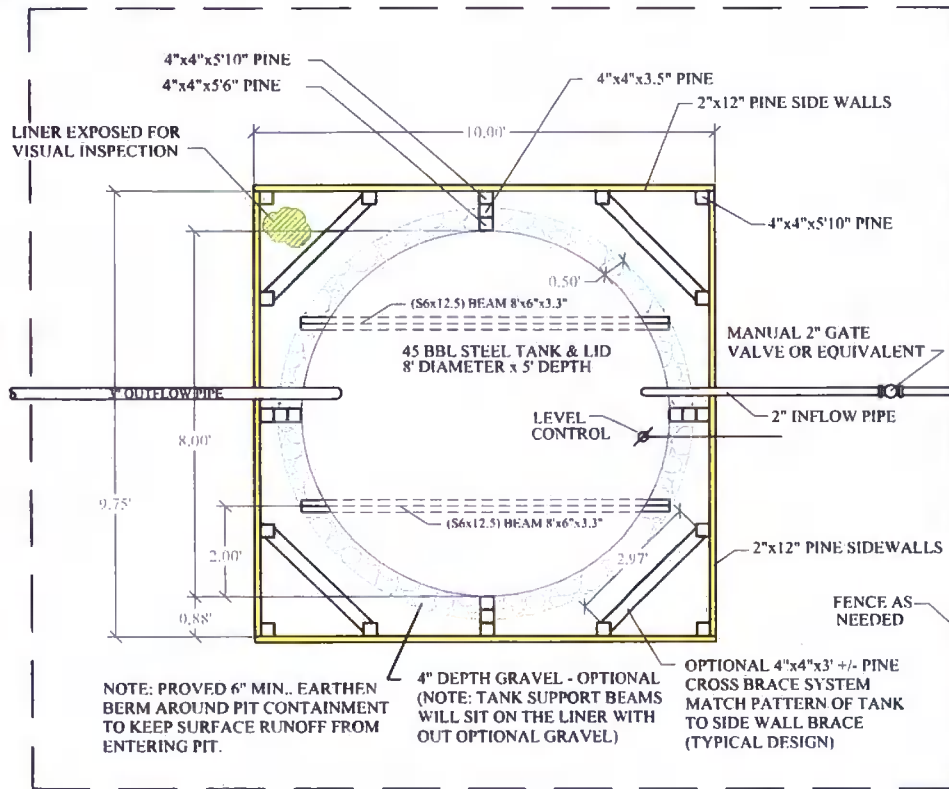 4"x4"x5'10" PINE
4"x4"x5'6" PINE
4"x4"x3.5" PINE
2"x12" PINE SIDE WALLS
LINER EXPOSED FOR
VISUAL INSPECTION
10.00'
4"x4"x5'10" PINE
0.50'
(S6x12.5) BEAM 8'x6"x3.3"
45 BBL STEEL TANK & LID
8' DIAMETER x 5' DEPTH
MANUAL 2" GATE
VALVE OR EQUIVALENT
OUTFLOW PIPE
2" INFLOW PIPE
LEVEL
CONTROL
8.00'
9.75'
(S6x12.5) BEAM 8'x6"x3.3"
2.00'
2.97'
2"x12" PINE SIDEWALLS
0.88'
FENCE AS
NEEDED
NOTE: PROVED 6" MIN.. EARTHEN
BERM AROUND PIT CONTAINMENT
TO KEEP SURFACE RUNOFF FROM
ENTERING PIT.
4" DEPTH GRAVEL - OPTIONAL
(NOTE: TANK SUPPORT BEAMS
WILL SIT ON THE LINER WITH
OUT OPTIONAL GRAVEL)
OPTIONAL 4"x4"x3' +/- PINE
CROSS BRACE SYSTEM
MATCH PATTERN OF TANK
TO SIDE WALL BRACE
(TYPICAL DESIGN)